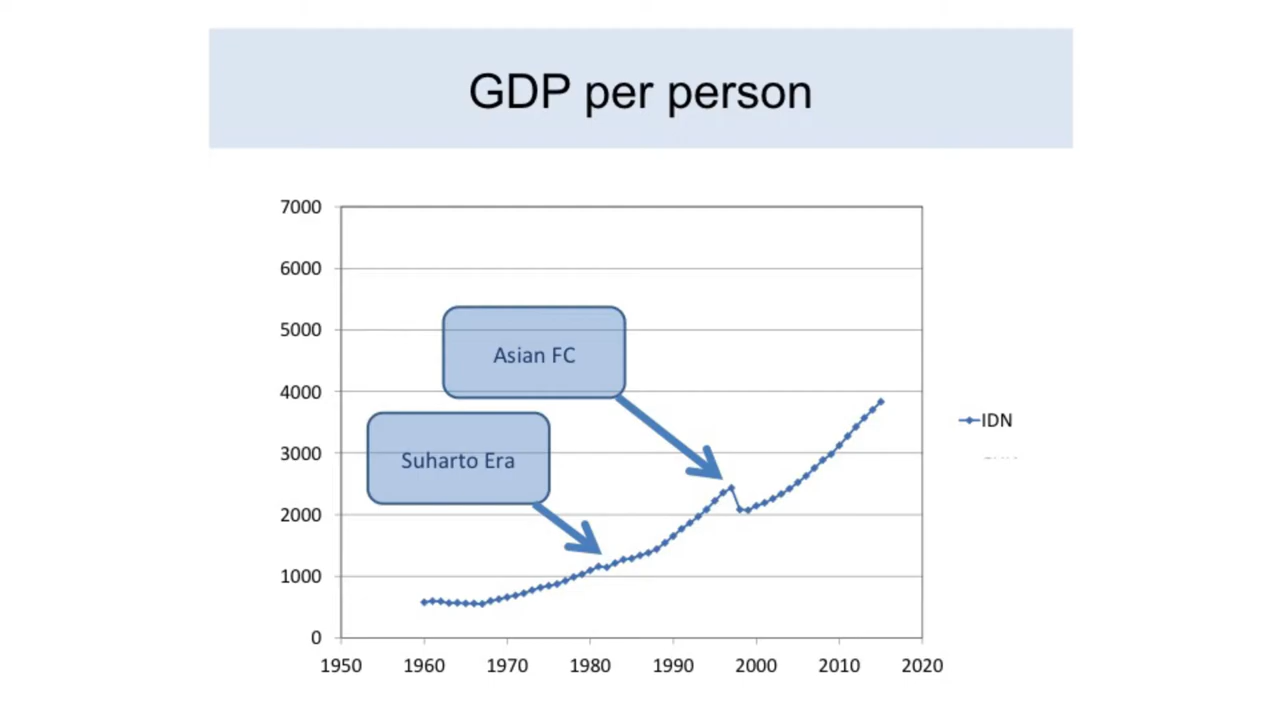 GDP per person
7000
6000
5000
4000
3000
2000
1000
0
Asian FC
Suharto Era
IDN
1950 1960 1970 1980 1990 2000 2010 2020